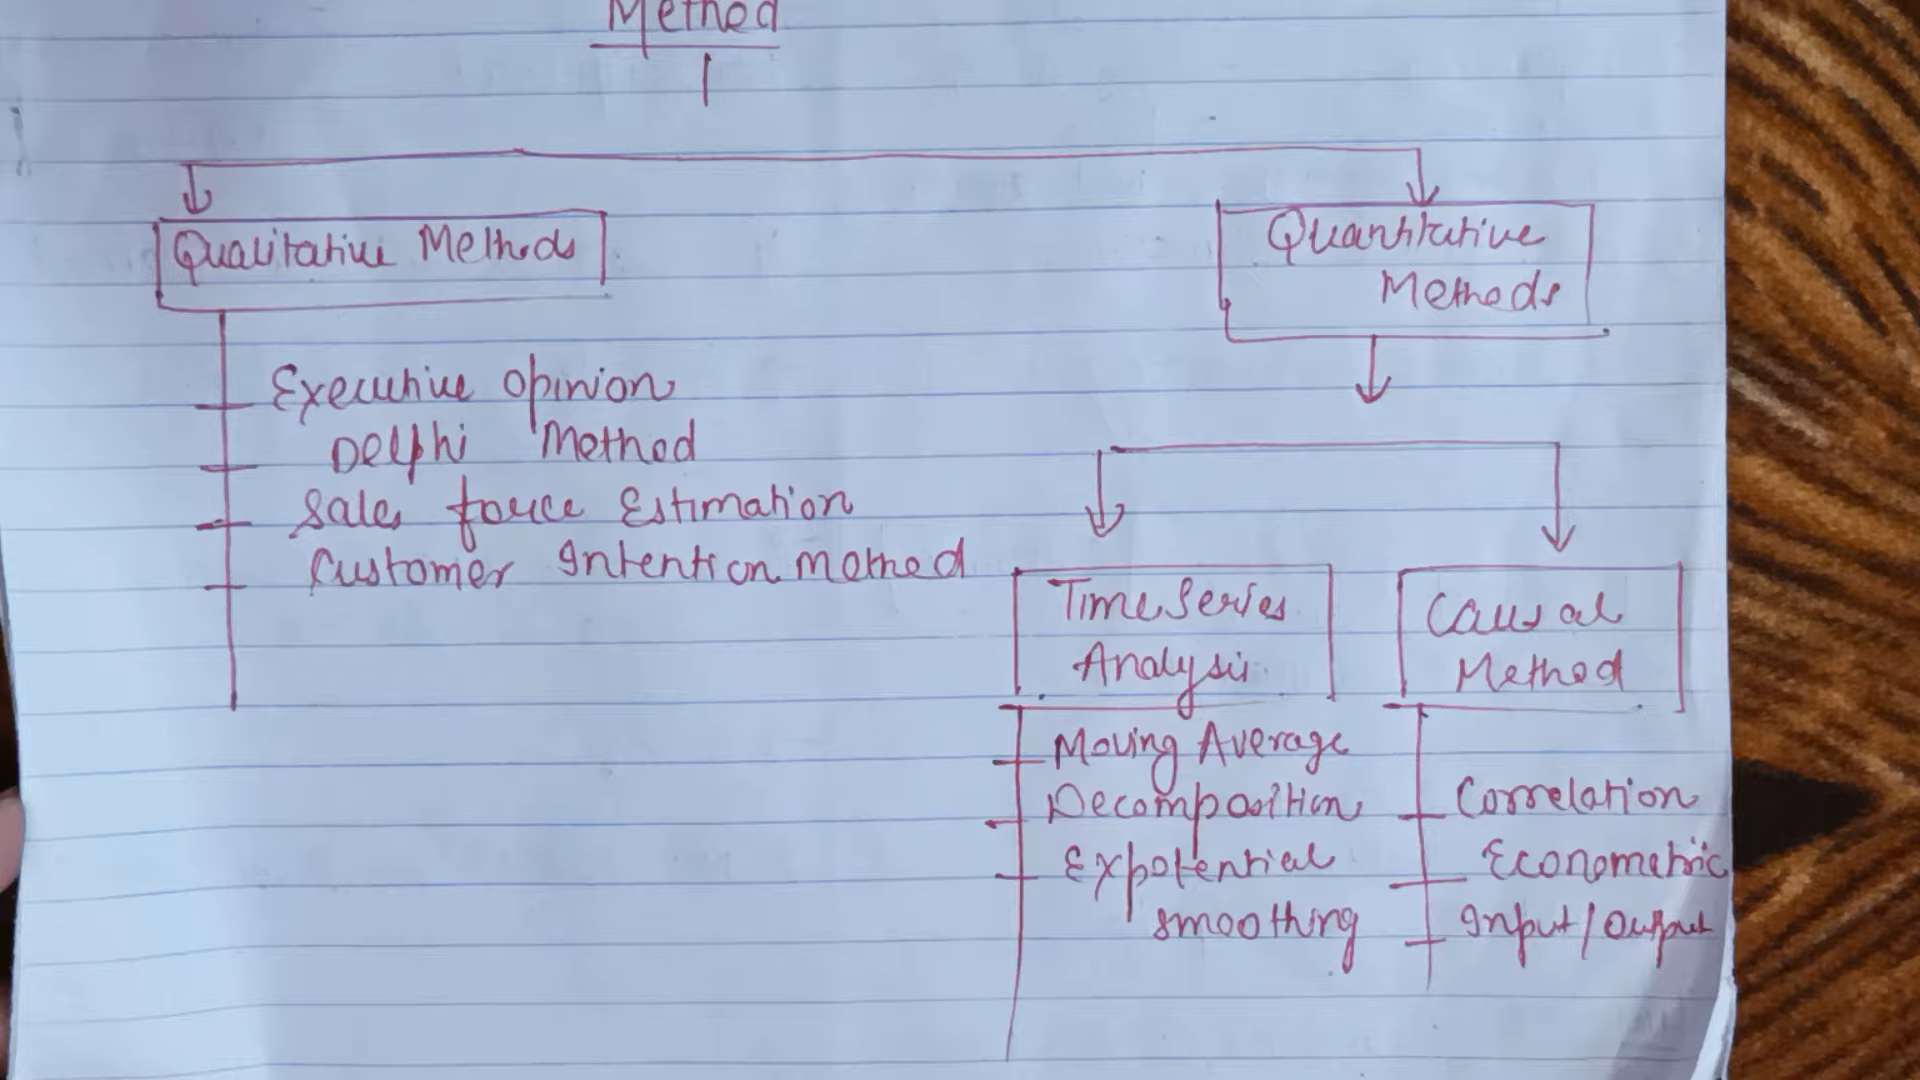 Method
Qualitative Methods
Executive opinion
Delphi Method
Sales force Estimation
Customer Intention Method
Quantitative
Methods
Time Series
Analysis
Moving Average
Decomposition
Expotential
smoothing
Causal
Method
Correlation
Econometric
Input/Output